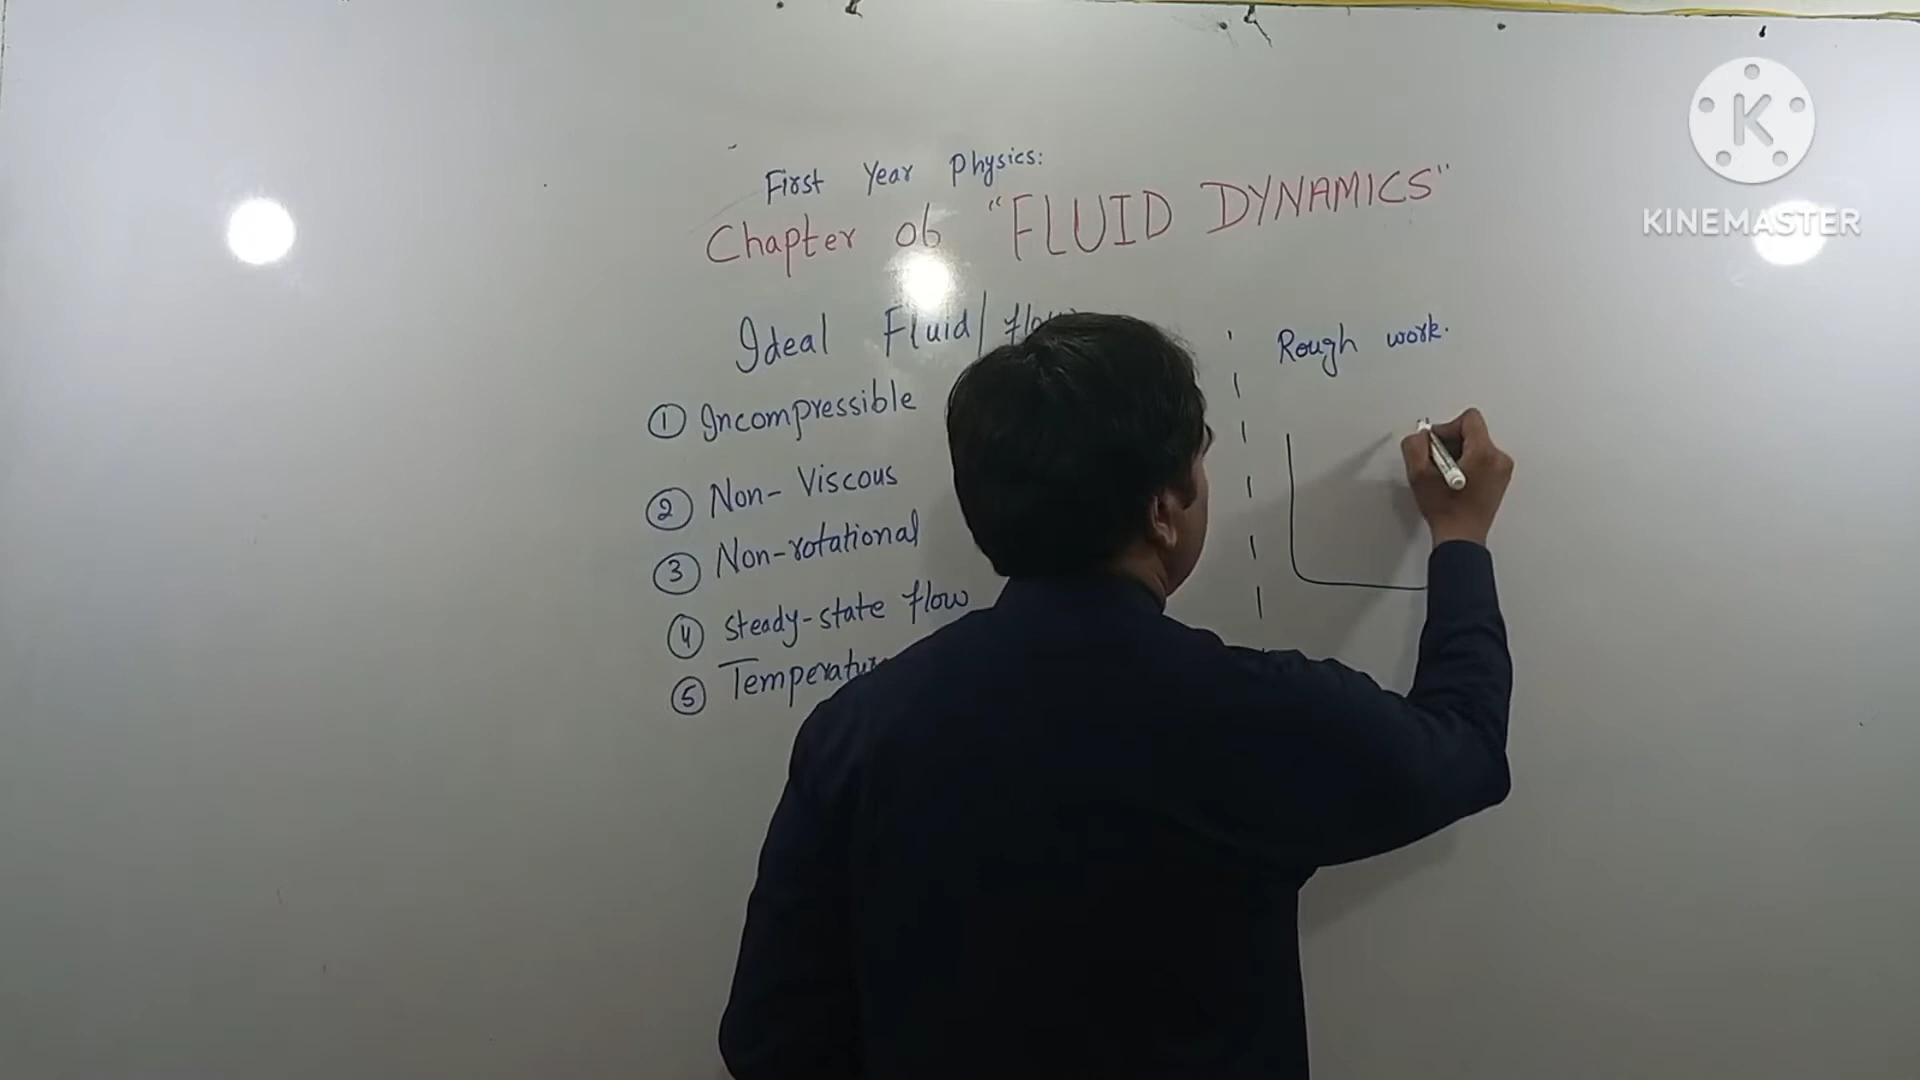 First Year Physics:
Chapter 06 "FLUID DYNAMICS"
Ideal Fluid/
Rough work.
① Incompressible
② Non-Viscous
③ Non-rotational
④ Steady-state flow
⑤
KINEMASTER